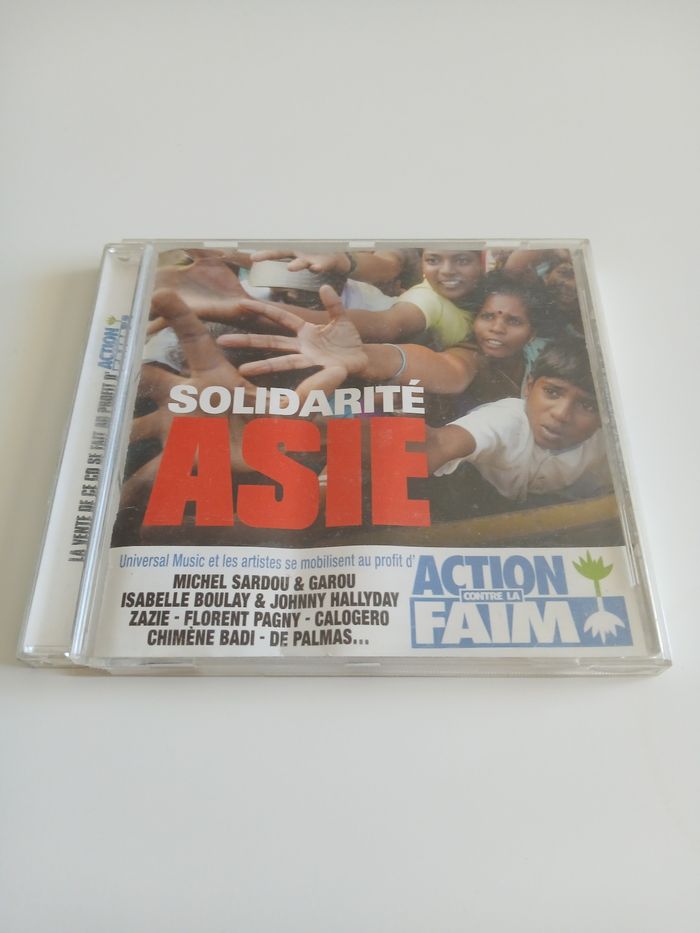 SOLIDARITÉ
ASIE
Universal Music et les artistes se mobilisent au profit d'
MICHEL SARDOU & GAROU
ISABELLE BOULAY & JOHNNY HALLYDAY
ZAZIE - FLORENT PAGNY - CALOGERO
CHIMÈNE BADI - DE PALMAS...
ACTION
CONTRE LA
FAIM
LA VENTE DE CE CD SE FAIT AU PROFIT D'
ACTION